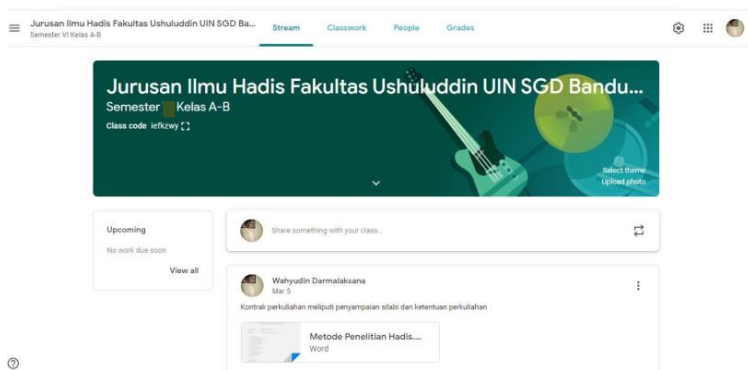 Jurusan Ilmu Hadis Fakultas Ushuluddin UIN SGD Ba...
Semester VI Kelas A-B
Stream
Classwork
People
Grades
Jurusan Ilmu Hadis Fakultas Ushuluddin UIN SGD Bandu...
Semester Kelas A-B
Class code iefkzwy
Select theme
Upload photo
Upcoming
No work due soon
View all
Share something with your class...
Wahyudin Darmalaksana
Mar 5
Kontrak perkuliahan meliputi penyampaian silabi dan ketentuan perkuliahan
Metode Penelitian Hadis....
Word